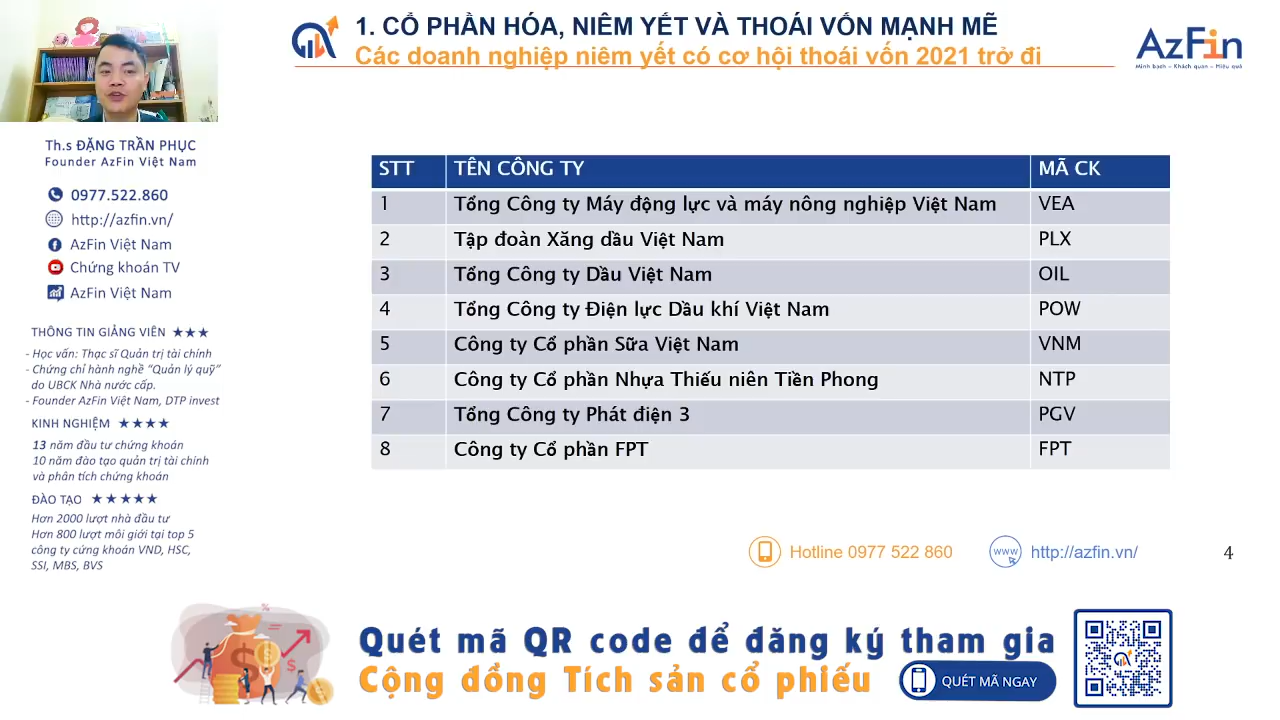 1. CỔ PHẦN HÓA, NIÊM YẾT VÀ THOÁI VỐN MẠNH MẼ
Các doanh nghiệp niêm yết có cơ hội thoái vốn 2021 trở đi
AzFin
Minh bạch – Khách quan – Hiệu quả
Th.s ĐẶNG TRẦN PHỤC
Founder AzFin Việt Nam
0977.522.860
http://azfin.vn/
AzFin Việt Nam
Chứng khoán TV
AzFin Việt Nam
THÔNG TIN GIẢNG VIÊN ★★★
- Học vấn: Thạc sĩ Quản trị tài chính
- Chứng chỉ hành nghề "Quản lý quỹ"
do UBCK Nhà nước cấp.
- Founder AzFin Việt Nam, DTP invest
KINH NGHIỆM ★★★★
13 năm đầu tư chứng khoán
10 năm đào tạo quản trị tài chính
và phân tích chứng khoán
ĐÀO TẠO ★★★★★
Hơn 2000 lượt nhà đầu tư
Hơn 800 lượt môi giới tại top 5
công ty cứng khoán VND, HSC,
SSI, MBS, BVS
STT TÊN CÔNG TY MÃ CK
1 Tổng Công ty Máy động lực và máy nông nghiệp Việt Nam VEA
2 Tập đoàn Xăng dầu Việt Nam PLX
3 Tổng Công ty Dầu Việt Nam OIL
4 Tổng Công ty Điện lực Dầu khí Việt Nam POW
5 Công ty Cổ phần Sữa Việt Nam VNM
6 Công ty Cổ phần Nhựa Thiếu niên Tiền Phong NTP
7 Tổng Công ty Phát điện 3 PGV
8 Công ty Cổ phần FPT FPT
Hotline 0977 522 860
www
http://azfin.vn/
4
Quét mã QR code để đăng ký tham gia
Cộng đồng Tích sản cổ phiếu
QUÉT MÃ NGAY